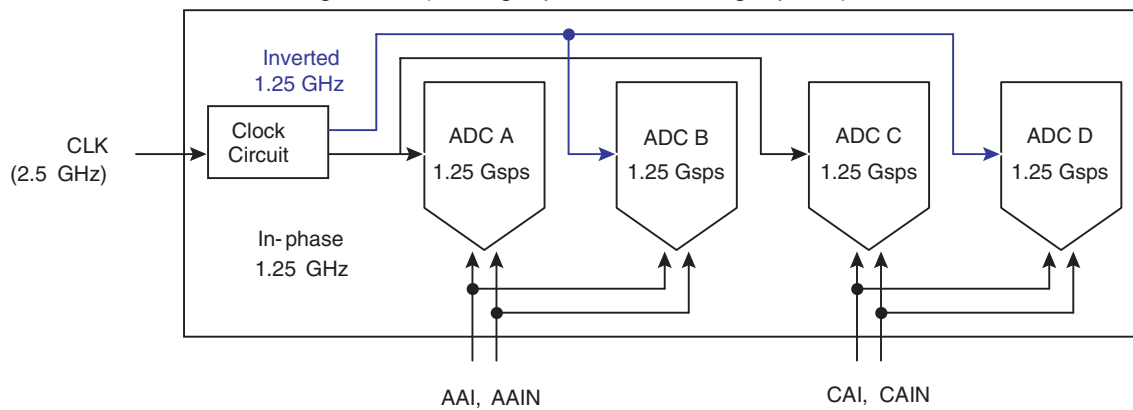 Inverted
1.25 GHz
CLK
(2.5 GHz)
Clock
Circuit
ADC A
1.25 Gsps
ADC B
1.25 Gsps
ADC C
1.25 Gsps
ADC D
1.25 Gsps
In-phase
1.25 GHz
AAI, AAIN
CAI, CAIN